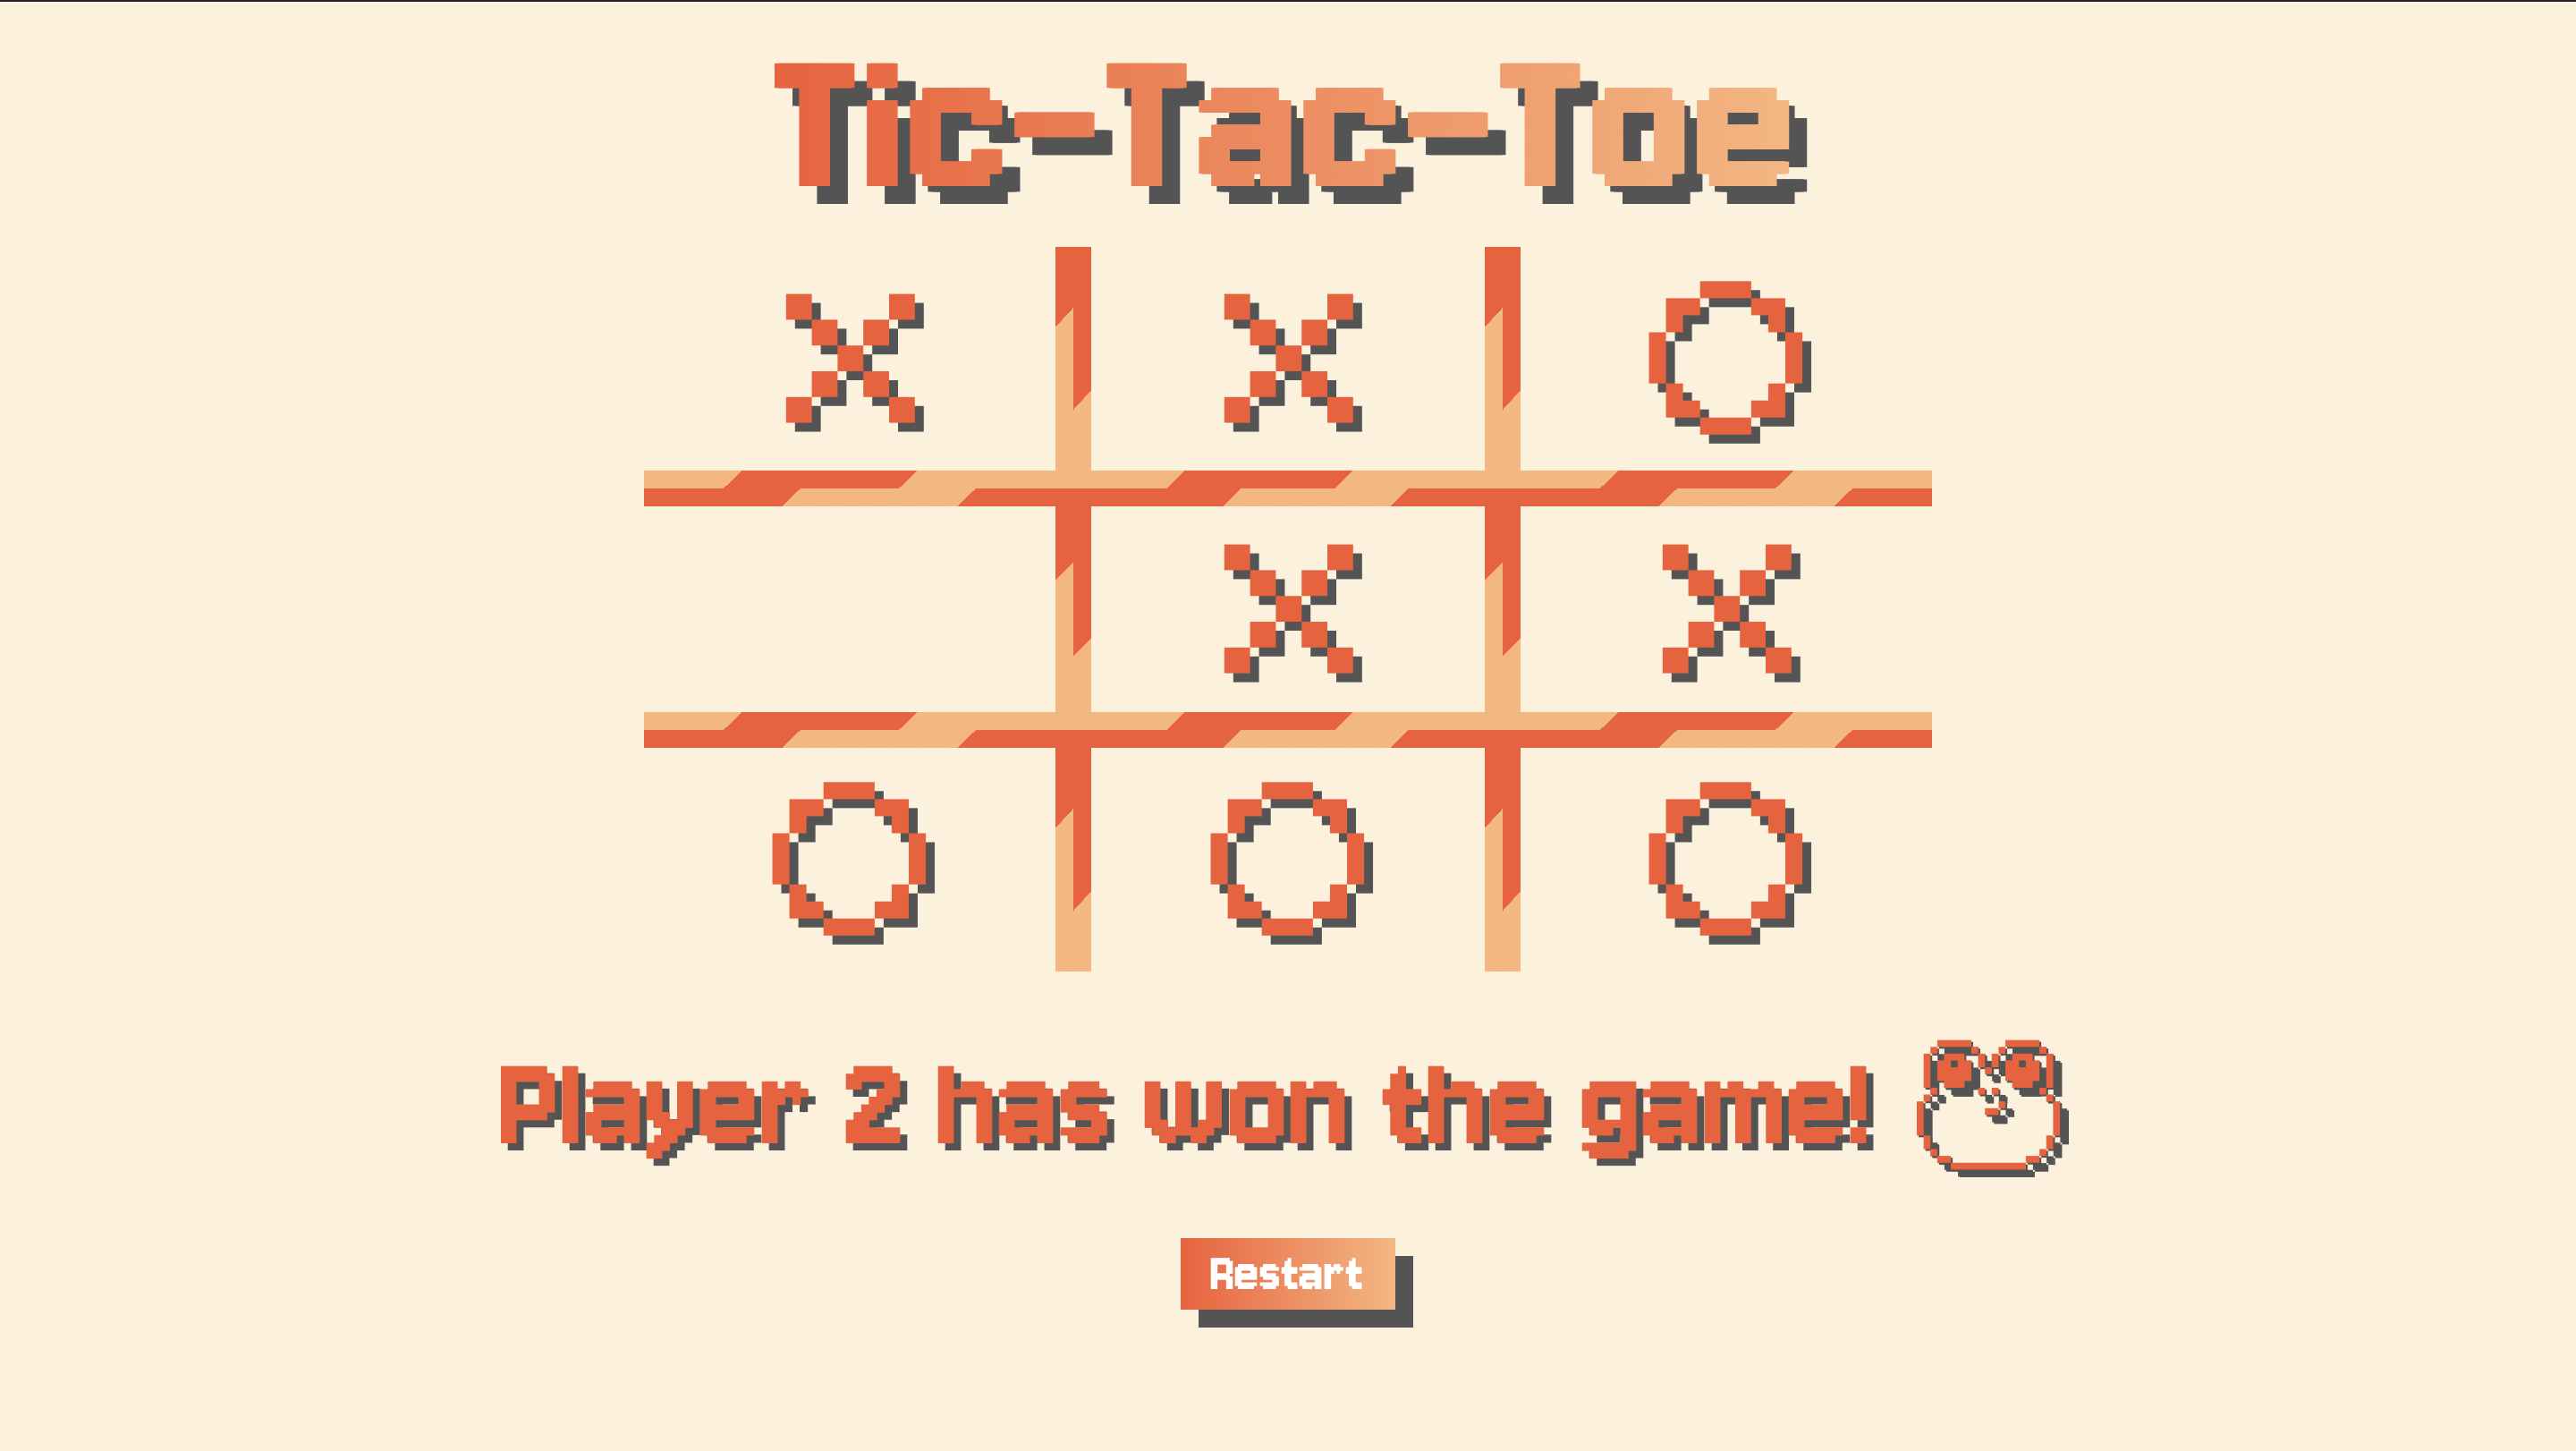 Tic-Tac-Toe
X X O
X X
O O O
Player 2 has won the game!
Restart